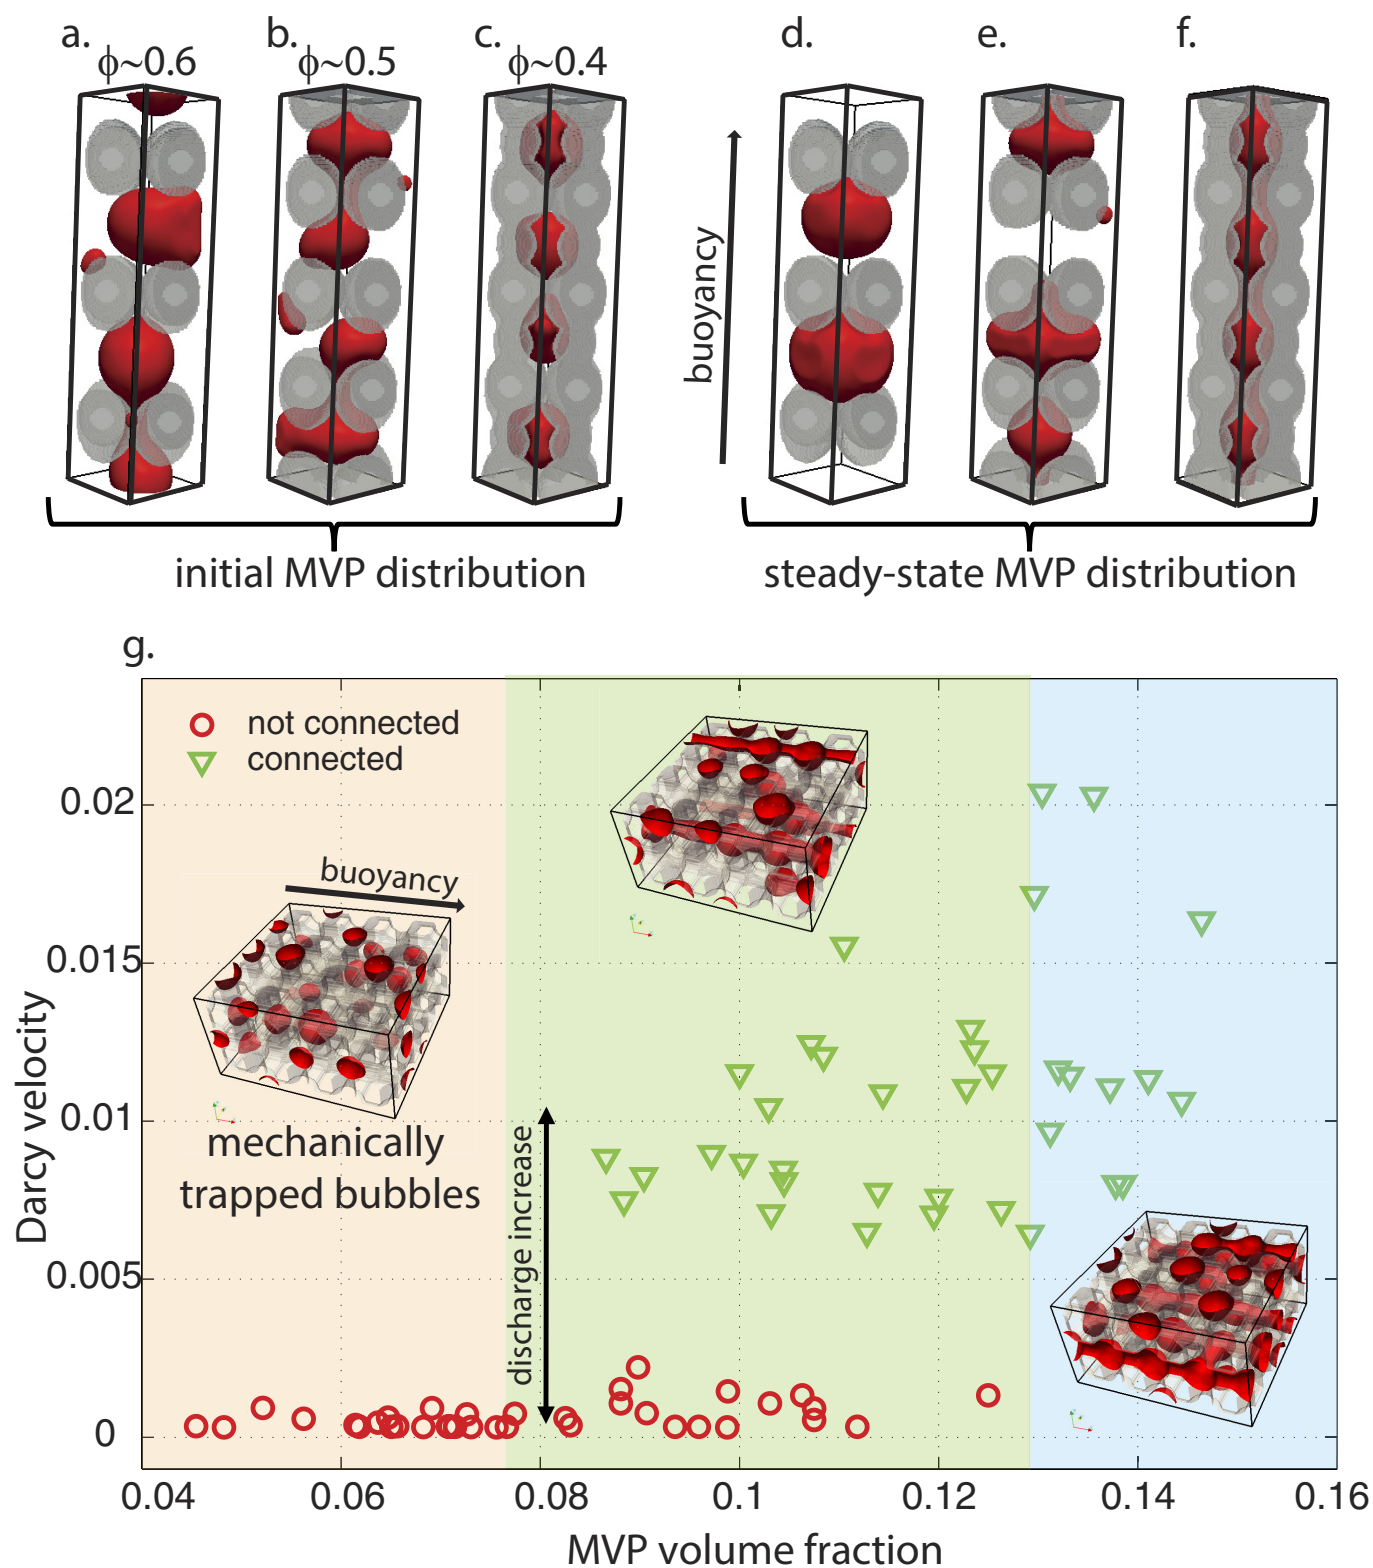 a.
b.
c.
d.
e.
f.
ϕ~0.6
ϕ~0.5
ϕ~0.4
buoyancy
initial MVP distribution
steady-state MVP distribution
g.
not connected
connected
buoyancy
mechanically
trapped bubbles
discharge increase
Darcy velocity
0.02
0.015
0.01
0.005
0
0.04
0.06
0.08
0.1
0.12
0.14
0.16
MVP volume fraction